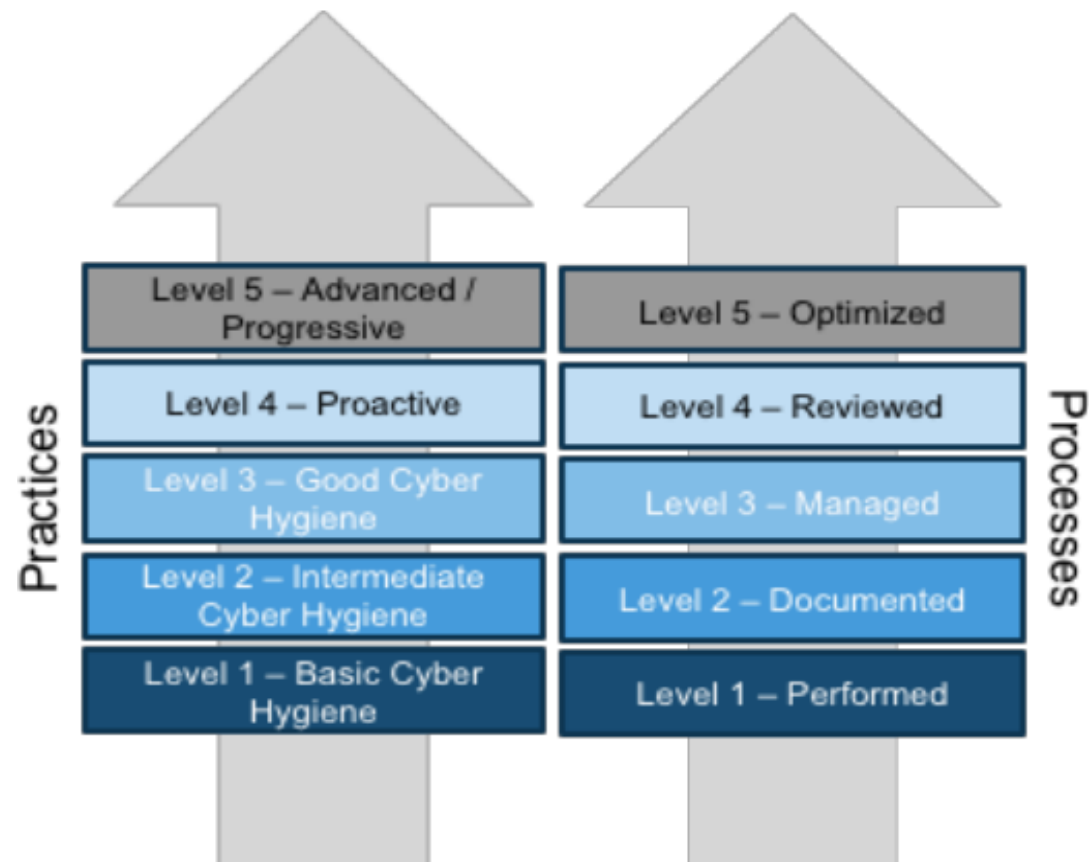 Practices
Level 5 – Advanced /
Progressive
Level 4 – Proactive
Level 3 – Good Cyber
Hygiene
Level 2 – Intermediate
Cyber Hygiene
Level 1 – Basic Cyber
Hygiene
Level 5 – Optimized
Level 4 – Reviewed
Level 3 – Managed
Level 2 – Documented
Level 1 – Performed
Processes